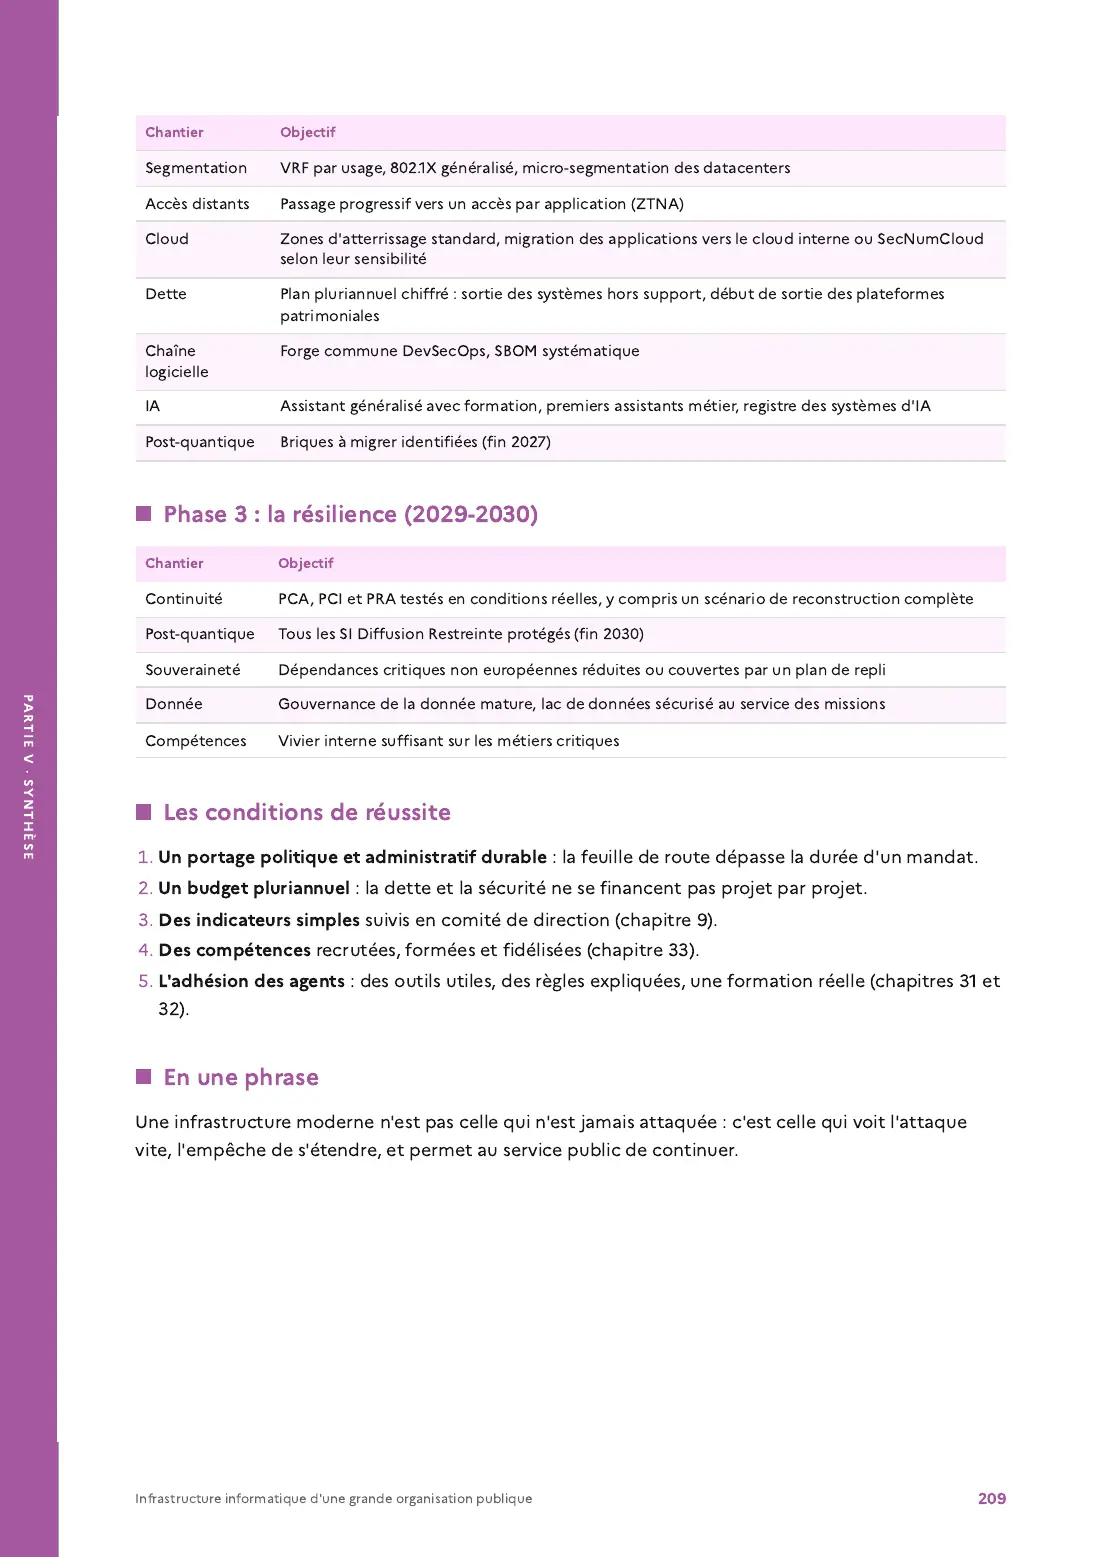 Chantier Objectif
Segmentation VRF par usage, 802.1X généralisé, micro-segmentation des datacenters
Accès distants Passage progressif vers un accès par application (ZTNA)
Cloud Zones d'atterrissage standard, migration des applications vers le cloud interne ou SecNumCloud
selon leur sensibilité
Dette Plan pluriannuel chiffré : sortie des systèmes hors support, début de sortie des plateformes
patrimoniales
Chaîne Forge commune DevSecOps, SBOM systématique
logicielle
IA Assistant généralisé avec formation, premiers assistants métier, registre des systèmes d'IA
Post-quantique Briques à migrer identifiées (fin 2027)
Phase 3 : la résilience (2029-2030)
Chantier Objectif
Continuité PCA, PCI et PRA testés en conditions réelles, y compris un scénario de reconstruction complète
Post-quantique Tous les SI Diffusion Restreinte protégés (fin 2030)
Souveraineté Dépendances critiques non européennes réduites ou couvertes par un plan de repli
Donnée Gouvernance de la donnée mature, lac de données sécurisé au service des missions
Compétences Vivier interne suffisant sur les métiers critiques
Les conditions de réussite
1. Un portage politique et administratif durable : la feuille de route dépasse la durée d'un mandat.
2. Un budget pluriannuel : la dette et la sécurité ne se financent pas projet par projet.
3. Des indicateurs simples suivis en comité de direction (chapitre 9).
4. Des compétences recrutées, formées et fidélisées (chapitre 33).
5. L'adhésion des agents : des outils utiles, des règles expliquées, une formation réelle (chapitres 31 et
32).
En une phrase
Une infrastructure moderne n'est pas celle qui n'est jamais attaquée : c'est celle qui voit l'attaque
vite, l'empêche de s'étendre, et permet au service public de continuer.
PARTIE V · SYNTHÈSE
Infrastructure informatique d'une grande organisation publique 209